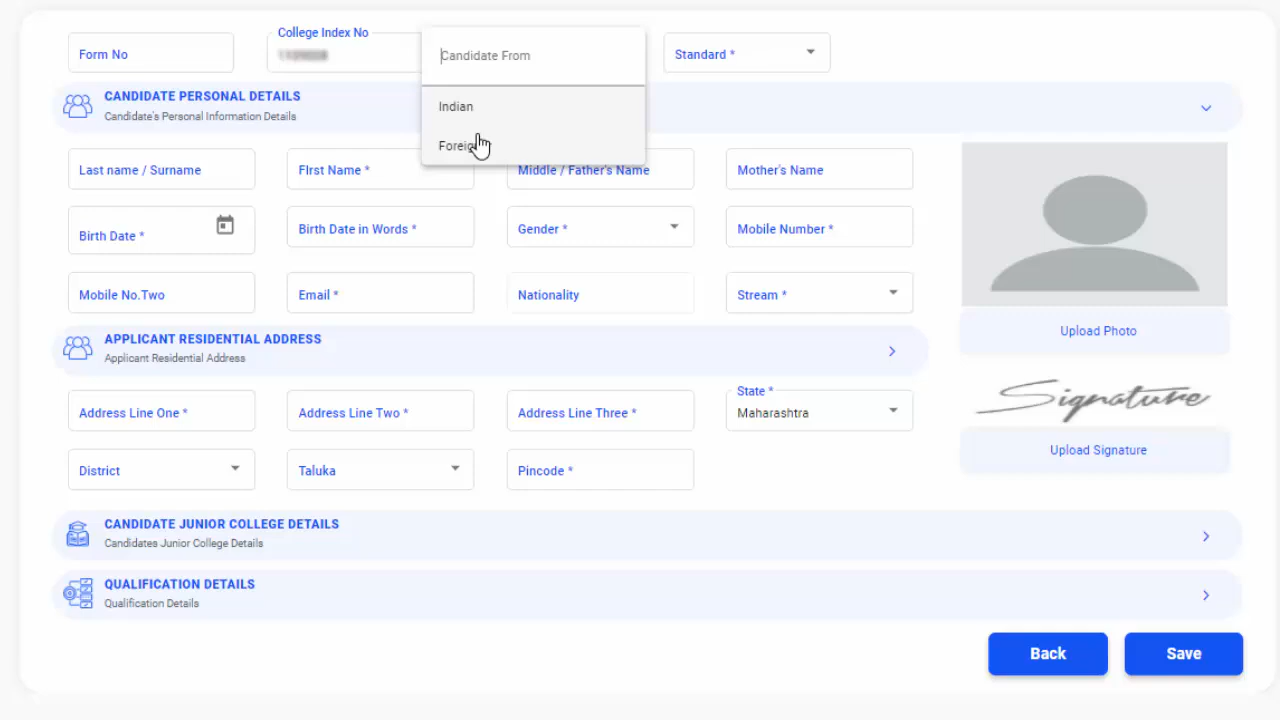 College Index No
Form No
Candidate From
Standard *
Indian
CANDIDATE PERSONAL DETAILS
Candidate's Personal Information Details
Last name / Surname
FIrst Name *
Middle / Father's Name
Mother's Name
Birth Date *
Birth Date in Words *
Gender *
Mobile Number *
Mobile No.Two
Email *
Nationality
Stream *
Upload Photo
APPLICANT RESIDENTIAL ADDRESS
Applicant Residential Address
Signature
State *
Address Line One *
Address Line Two *
Address Line Three *
Maharashtra
Upload Signature
District
Taluka
Pincode *
CANDIDATE JUNIOR COLLEGE DETAILS
Candidates Junior College Details
QUALIFICATION DETAILS
Qualification Details
Back
Save